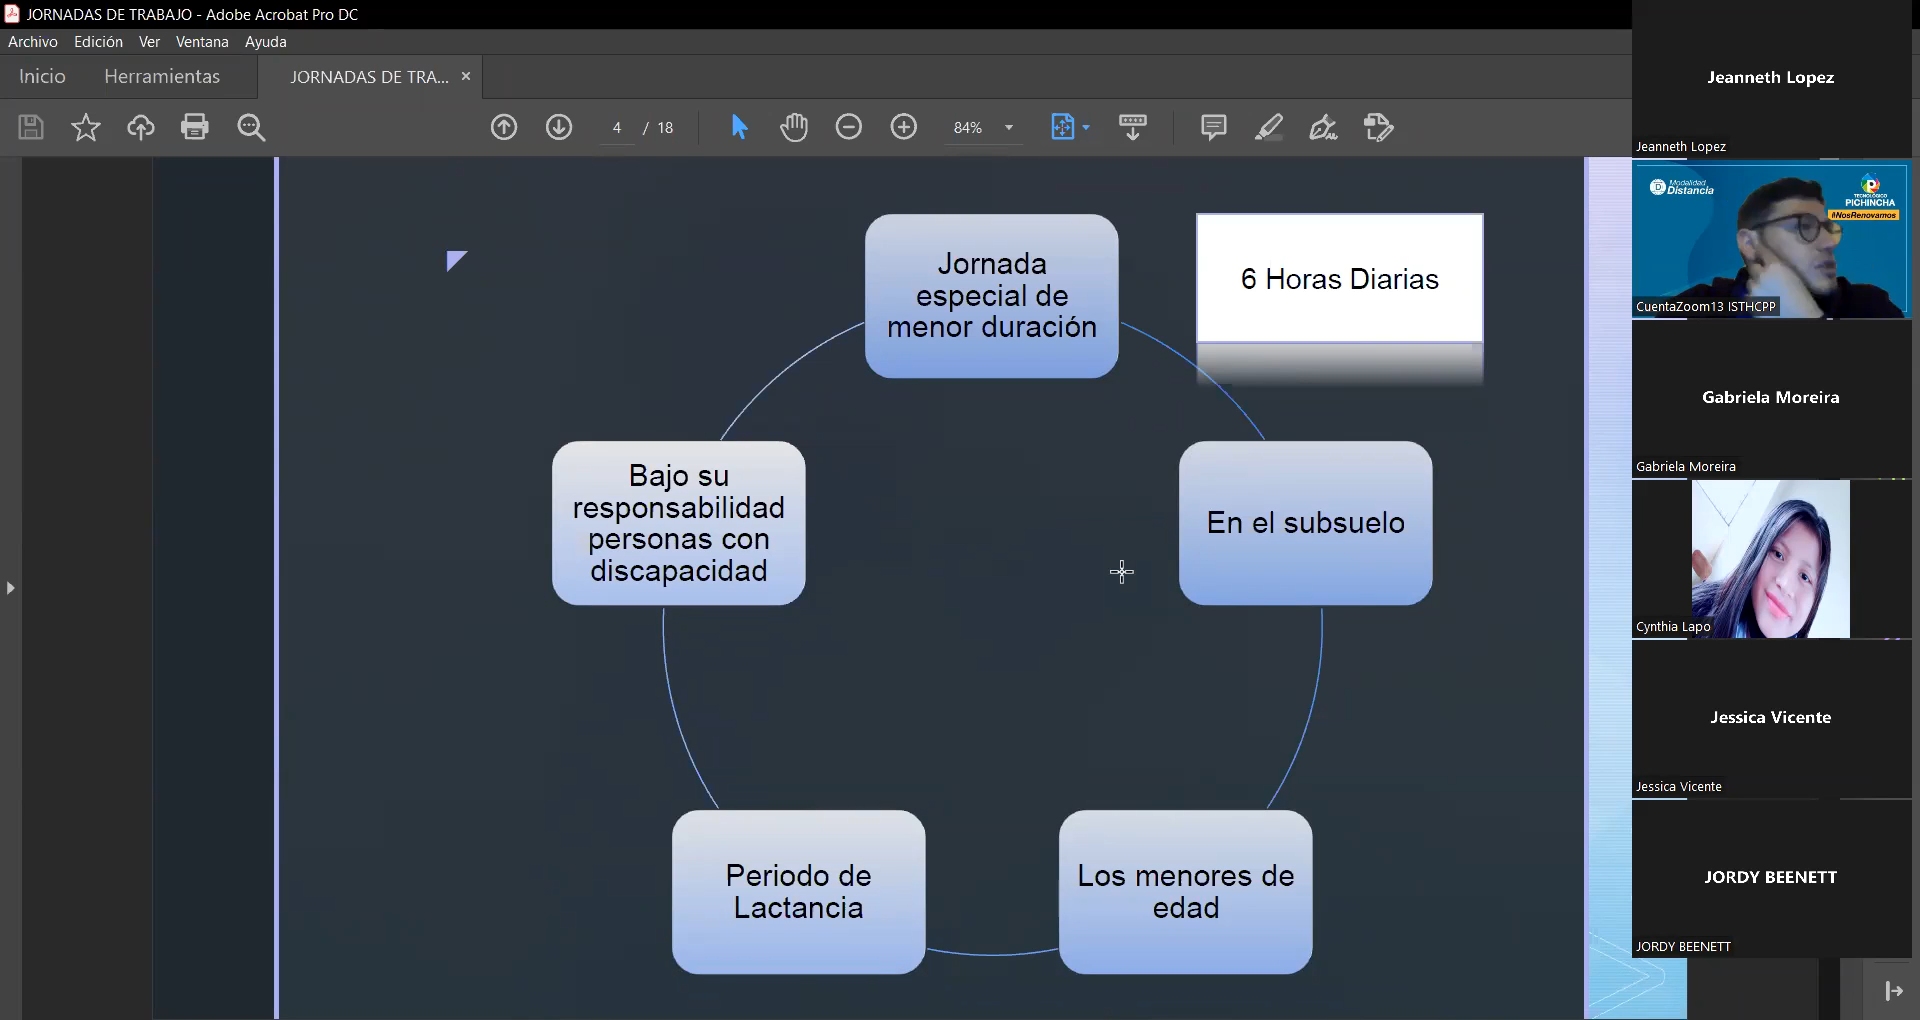 JORNADAS DE TRABAJO - Adobe Acrobat Pro DC
Archivo Edición Ver Ventana Ayuda
Inicio Herramientas JORNADAS DE TRA... ×
4 / 18 84%
Jornada
especial de
menor duración
6 Horas Diarias
Bajo su
responsabilidad
personas con
discapacidad
En el subsuelo
Periodo de
Lactancia
Los menores de
edad
Jeanneth Lopez
Jeanneth Lopez
Modalidad
Distancia
TECNOLÓGICO
PICHINCHA
#NosRenovamos
CuentaZoom13 ISTHCPP
Gabriela Moreira
Gabriela Moreira
Cynthia Lapo
Jessica Vicente
Jessica Vicente
JORDY BEENETT
JORDY BEENETT